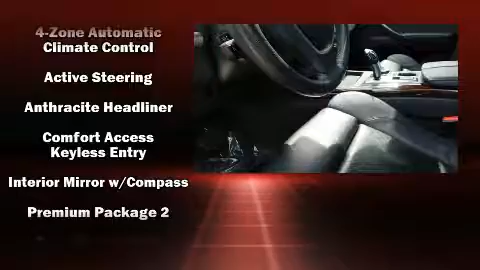 4-Zone Automatic
Climate Control
Active Steering
Anthracite Headliner
Comfort Access
Keyless Entry
Interior Mirror w/Compass
Premium Package 2